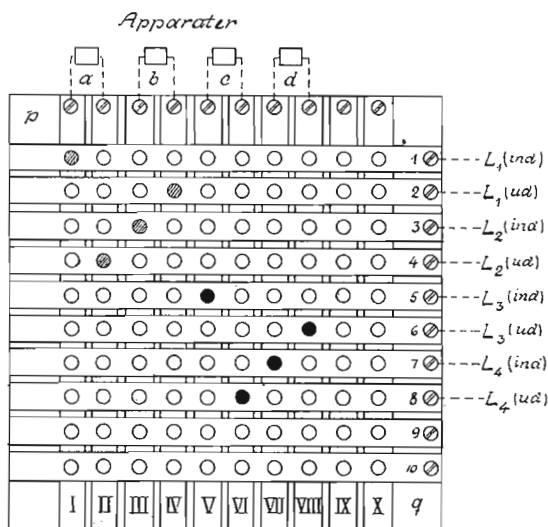 Apparater
a b c d
p
1 L₁ (ind)
2 L₁ (ud)
3 L₂ (ind)
4 L₂ (ud)
5 L₃ (ind)
6 L₃ (ud)
7 L₄ (ind)
8 L₄ (ud)
9
10
I II III IV V VI VII VIII IX X q